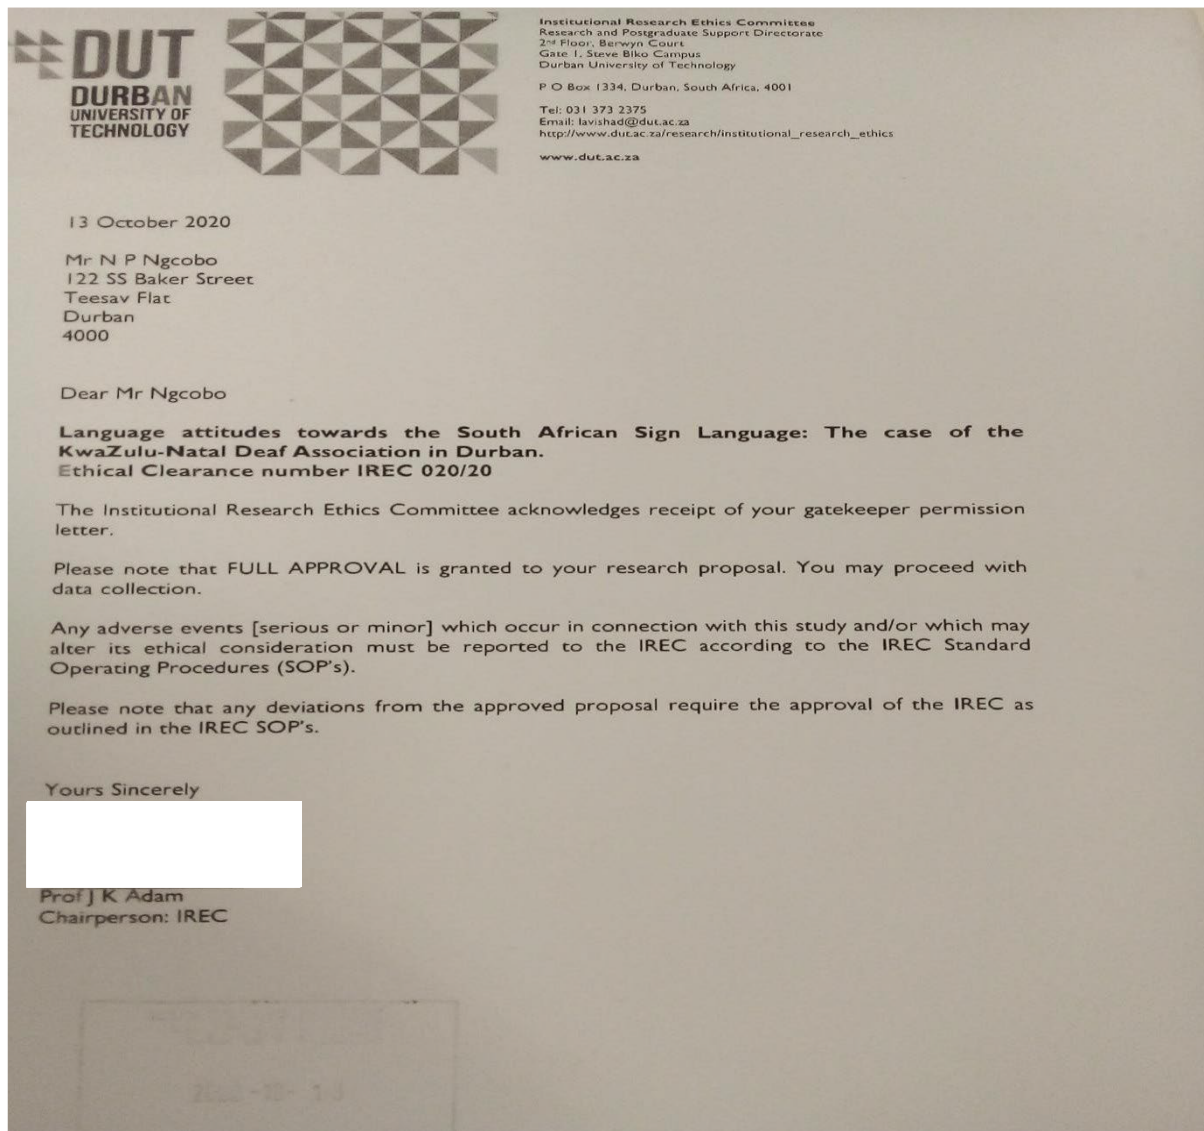 DUT
DURBAN
UNIVERSITY OF
TECHNOLOGY
Institutional Research Ethics Committee
Research and Postgraduate Support Directorate
2nd Floor, Berwyn Court
Gate 1, Steve Biko Campus
Durban University of Technology
P O Box 1334, Durban, South Africa, 4001
Tel: 031 373 2375
Email: lavishad@dut.ac.za
http://www.dut.ac.za/research/institutional_research_ethics
www.dut.ac.za
13 October 2020
Mr N P Ngcobo
122 SS Baker Street
Teesav Flat
Durban
4000
Dear Mr Ngcobo
Language attitudes towards the South African Sign Language: The case of the
KwaZulu-Natal Deaf Association in Durban.
Ethical Clearance number IREC 020/20
The Institutional Research Ethics Committee acknowledges receipt of your gatekeeper permission
letter.
Please note that FULL APPROVAL is granted to your research proposal. You may proceed with
data collection.
Any adverse events [serious or minor] which occur in connection with this study and/or which may
alter its ethical consideration must be reported to the IREC according to the IREC Standard
Operating Procedures (SOP's).
Please note that any deviations from the approved proposal require the approval of the IREC as
outlined in the IREC SOP's.
Yours Sincerely
Prof J K Adam
Chairperson: IREC